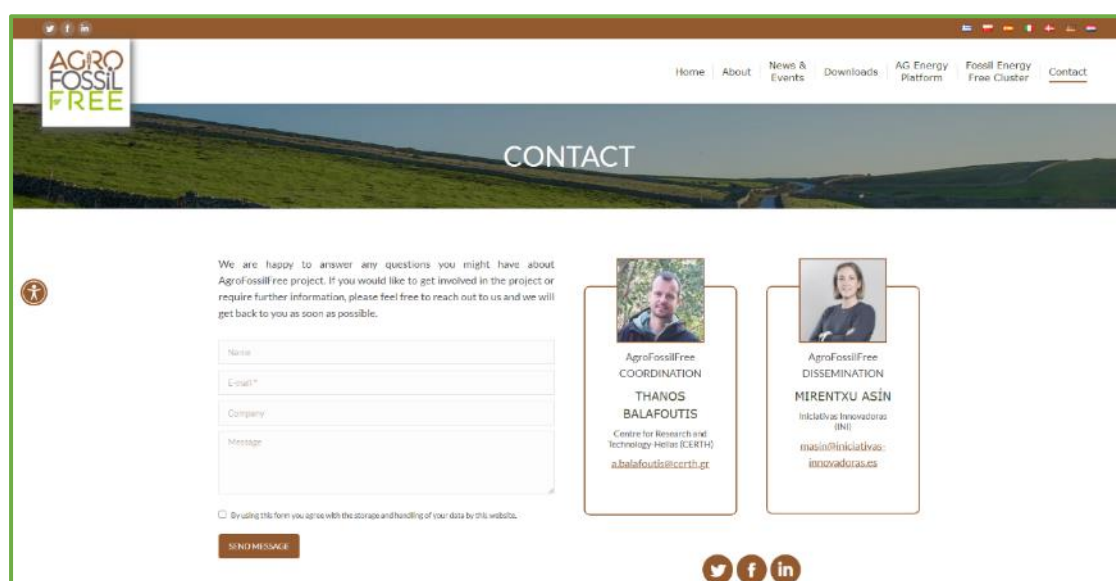 AGRO
FOSSIL
FREE
Home
About
News &
Events
Downloads
AG Energy
Platform
Fossil Energy
Free Cluster
Contact
CONTACT
We are happy to answer any questions you might have about
AgroFossilFree project. If you would like to get involved in the project or
require further information, please feel free to reach out to us and we will
get back to you as soon as possible.
Name
E-mail *
Company
Message
By using this form you agree with the storage and handling of your data by this website.
SEND MESSAGE
AgroFossilFree
COORDINATION
THANOS
BALAFOUTIS
Centre for Research and
Technology-Hellas (CERTH)
a.balafoutis@certh.gr
AgroFossilFree
DISSEMINATION
MIRENTXU ASÍN
Iniciativas Innovadoras
(INI)
masin@iniciativas-
innovadoras.es